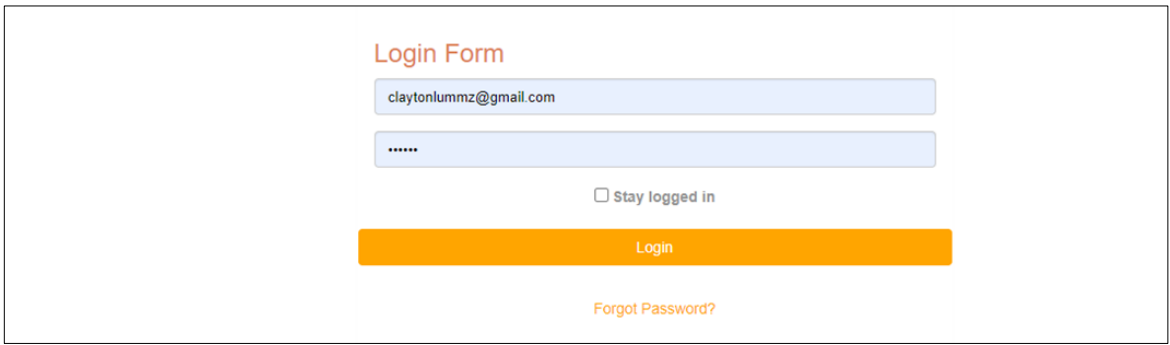 Login Form
claytonlummz@gmail.com
••••••
Stay logged in
Login
Forgot Password?